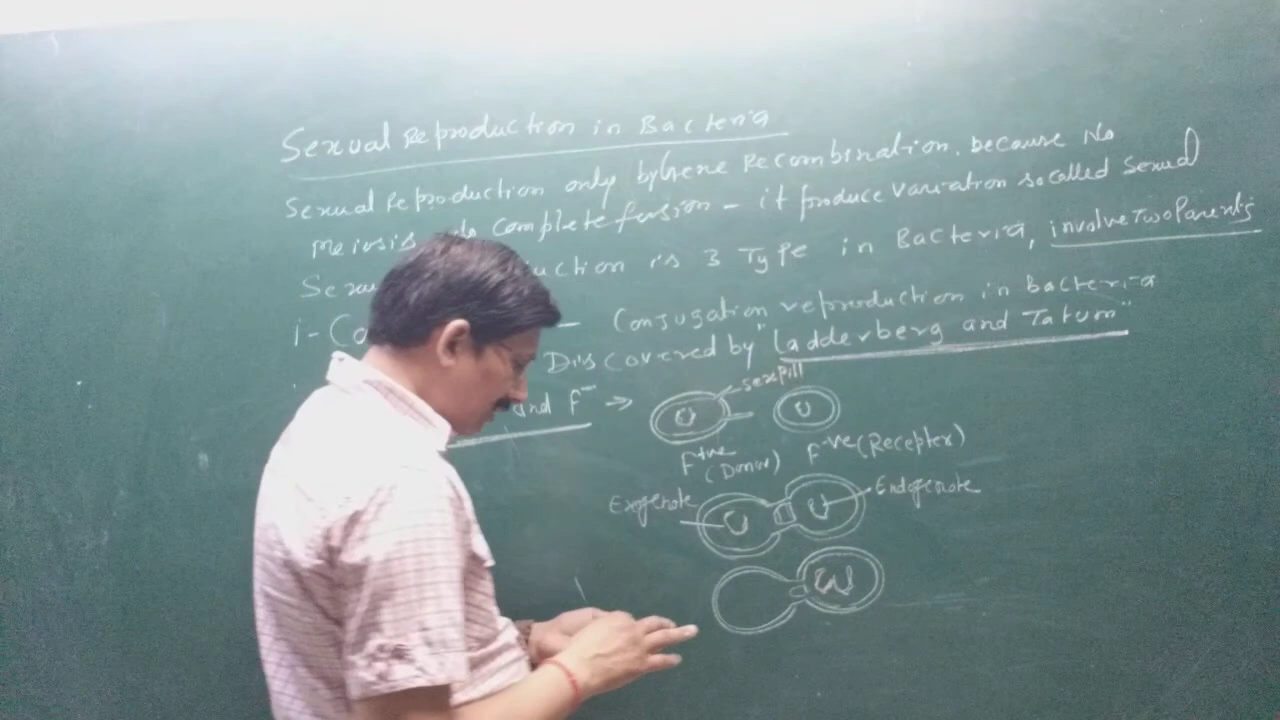 Sexual Reproduction in Bacteria
Sexual Reproduction only by Gene Recombination. because No
Meiosis complete fusion - it produce variation so called sexual
Sexu uction is 3 Type in Bacteria, involve Two Parents
i- Co - Conjugation reproduction in bacteria
Discovered by "Ladderberg and Tatum"
and F⁻ →
sexpilli
F+ve (Donor)
F-ve (Recepter)
Exogenote
Endogenote